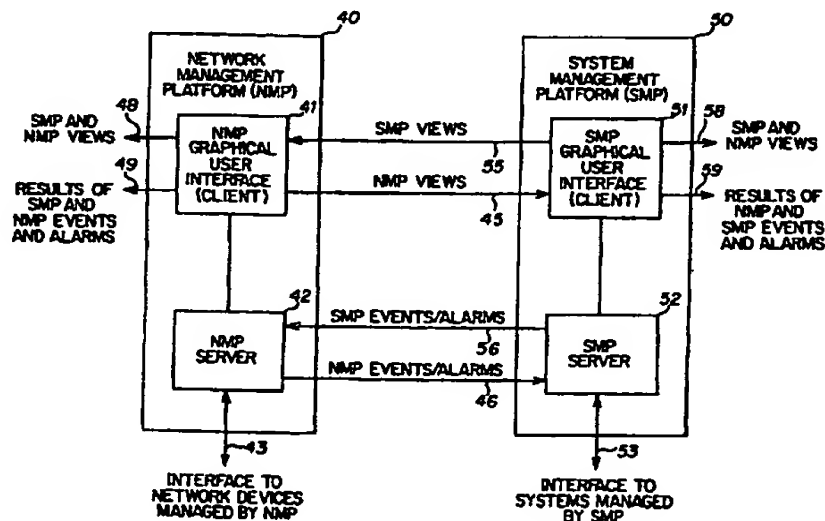 40
NETWORK
MANAGEMENT
PLATFORM (NMP)
50
SYSTEM
MANAGEMENT
PLATFORM (SMP)
48
SMP AND
NMP VIEWS
49
RESULTS OF
SMP AND
NMP EVENTS
AND ALARMS
41
NMP
GRAPHICAL
USER
INTERFACE
(CLIENT)
SMP VIEWS
55
NMP VIEWS
45
51
SMP
GRAPHICAL
USER
INTERFACE
(CLIENT)
58
SMP AND
NMP VIEWS
59
RESULTS OF
NMP AND
SMP EVENTS
AND ALARMS
42
NMP
SERVER
SMP EVENTS/ALARMS
56
NMP EVENTS/ALARMS
46
52
SMP
SERVER
43
INTERFACE TO
NETWORK DEVICES
MANAGED BY NMP
53
INTERFACE TO
SYSTEMS MANAGED
BY SMP